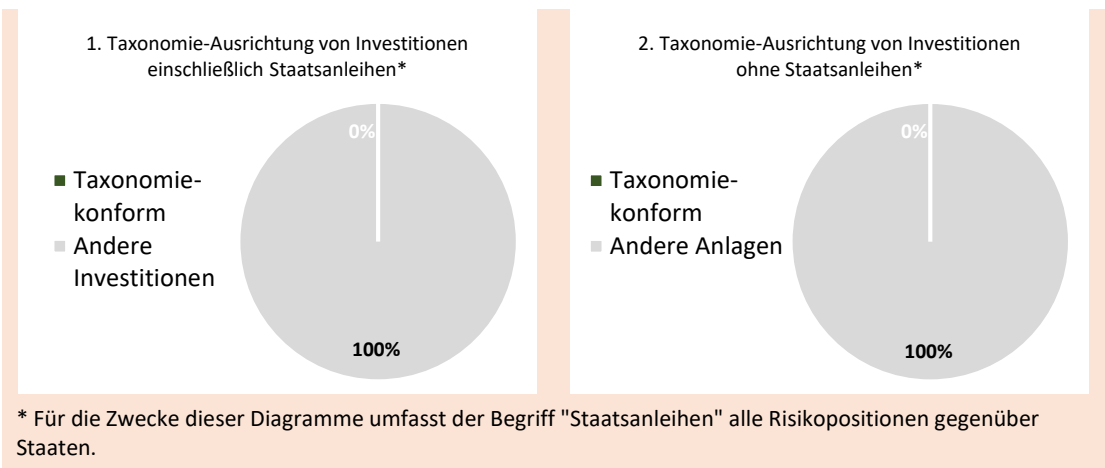 1. Taxonomie-Ausrichtung von Investitionen
einschließlich Staatsanleihen*
0%
Taxonomie-
konform
Andere
Investitionen
100%
2. Taxonomie-Ausrichtung von Investitionen
ohne Staatsanleihen*
0%
Taxonomie-
konform
Andere Anlagen
100%
* Für die Zwecke dieser Diagramme umfasst der Begriff "Staatsanleihen" alle Risikopositionen gegenüber
Staaten.